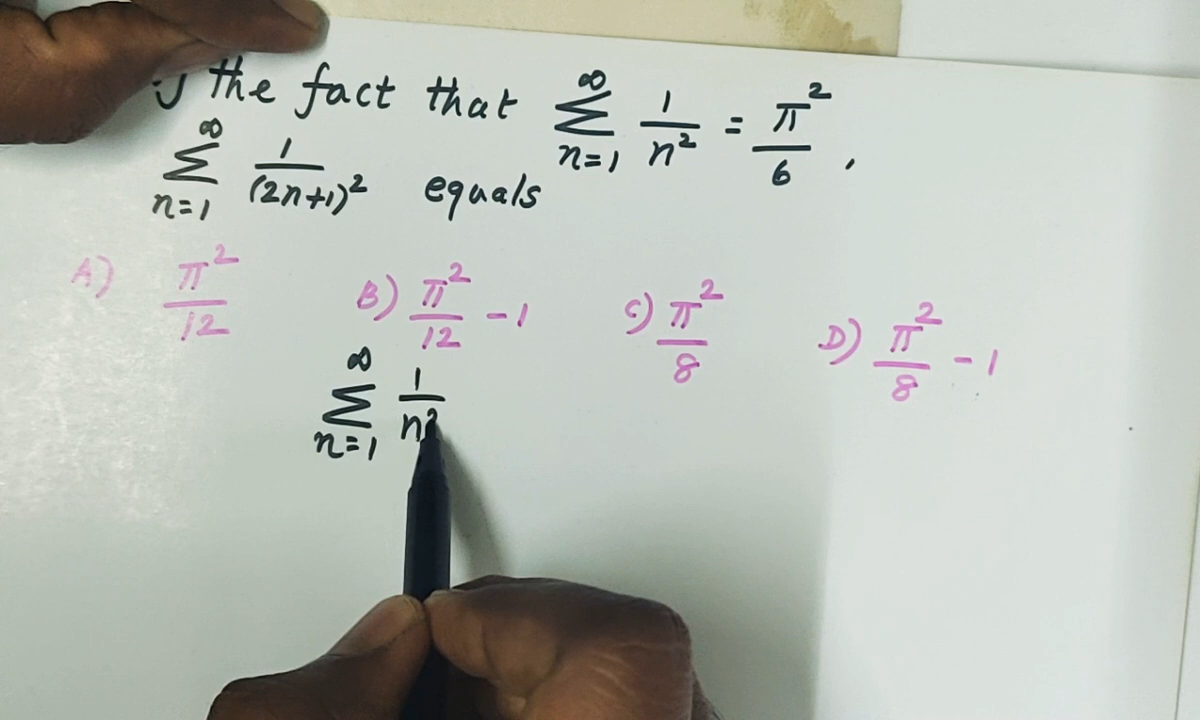 the fact that ∞ Σ n=1 1/n² = π²/6 ,
∞ Σ n=1 1/(2n+1)² equals
A) π²/12 B) π²/12 - 1 C) π²/8 D) π²/8 - 1
∞ Σ n=1 1/n²